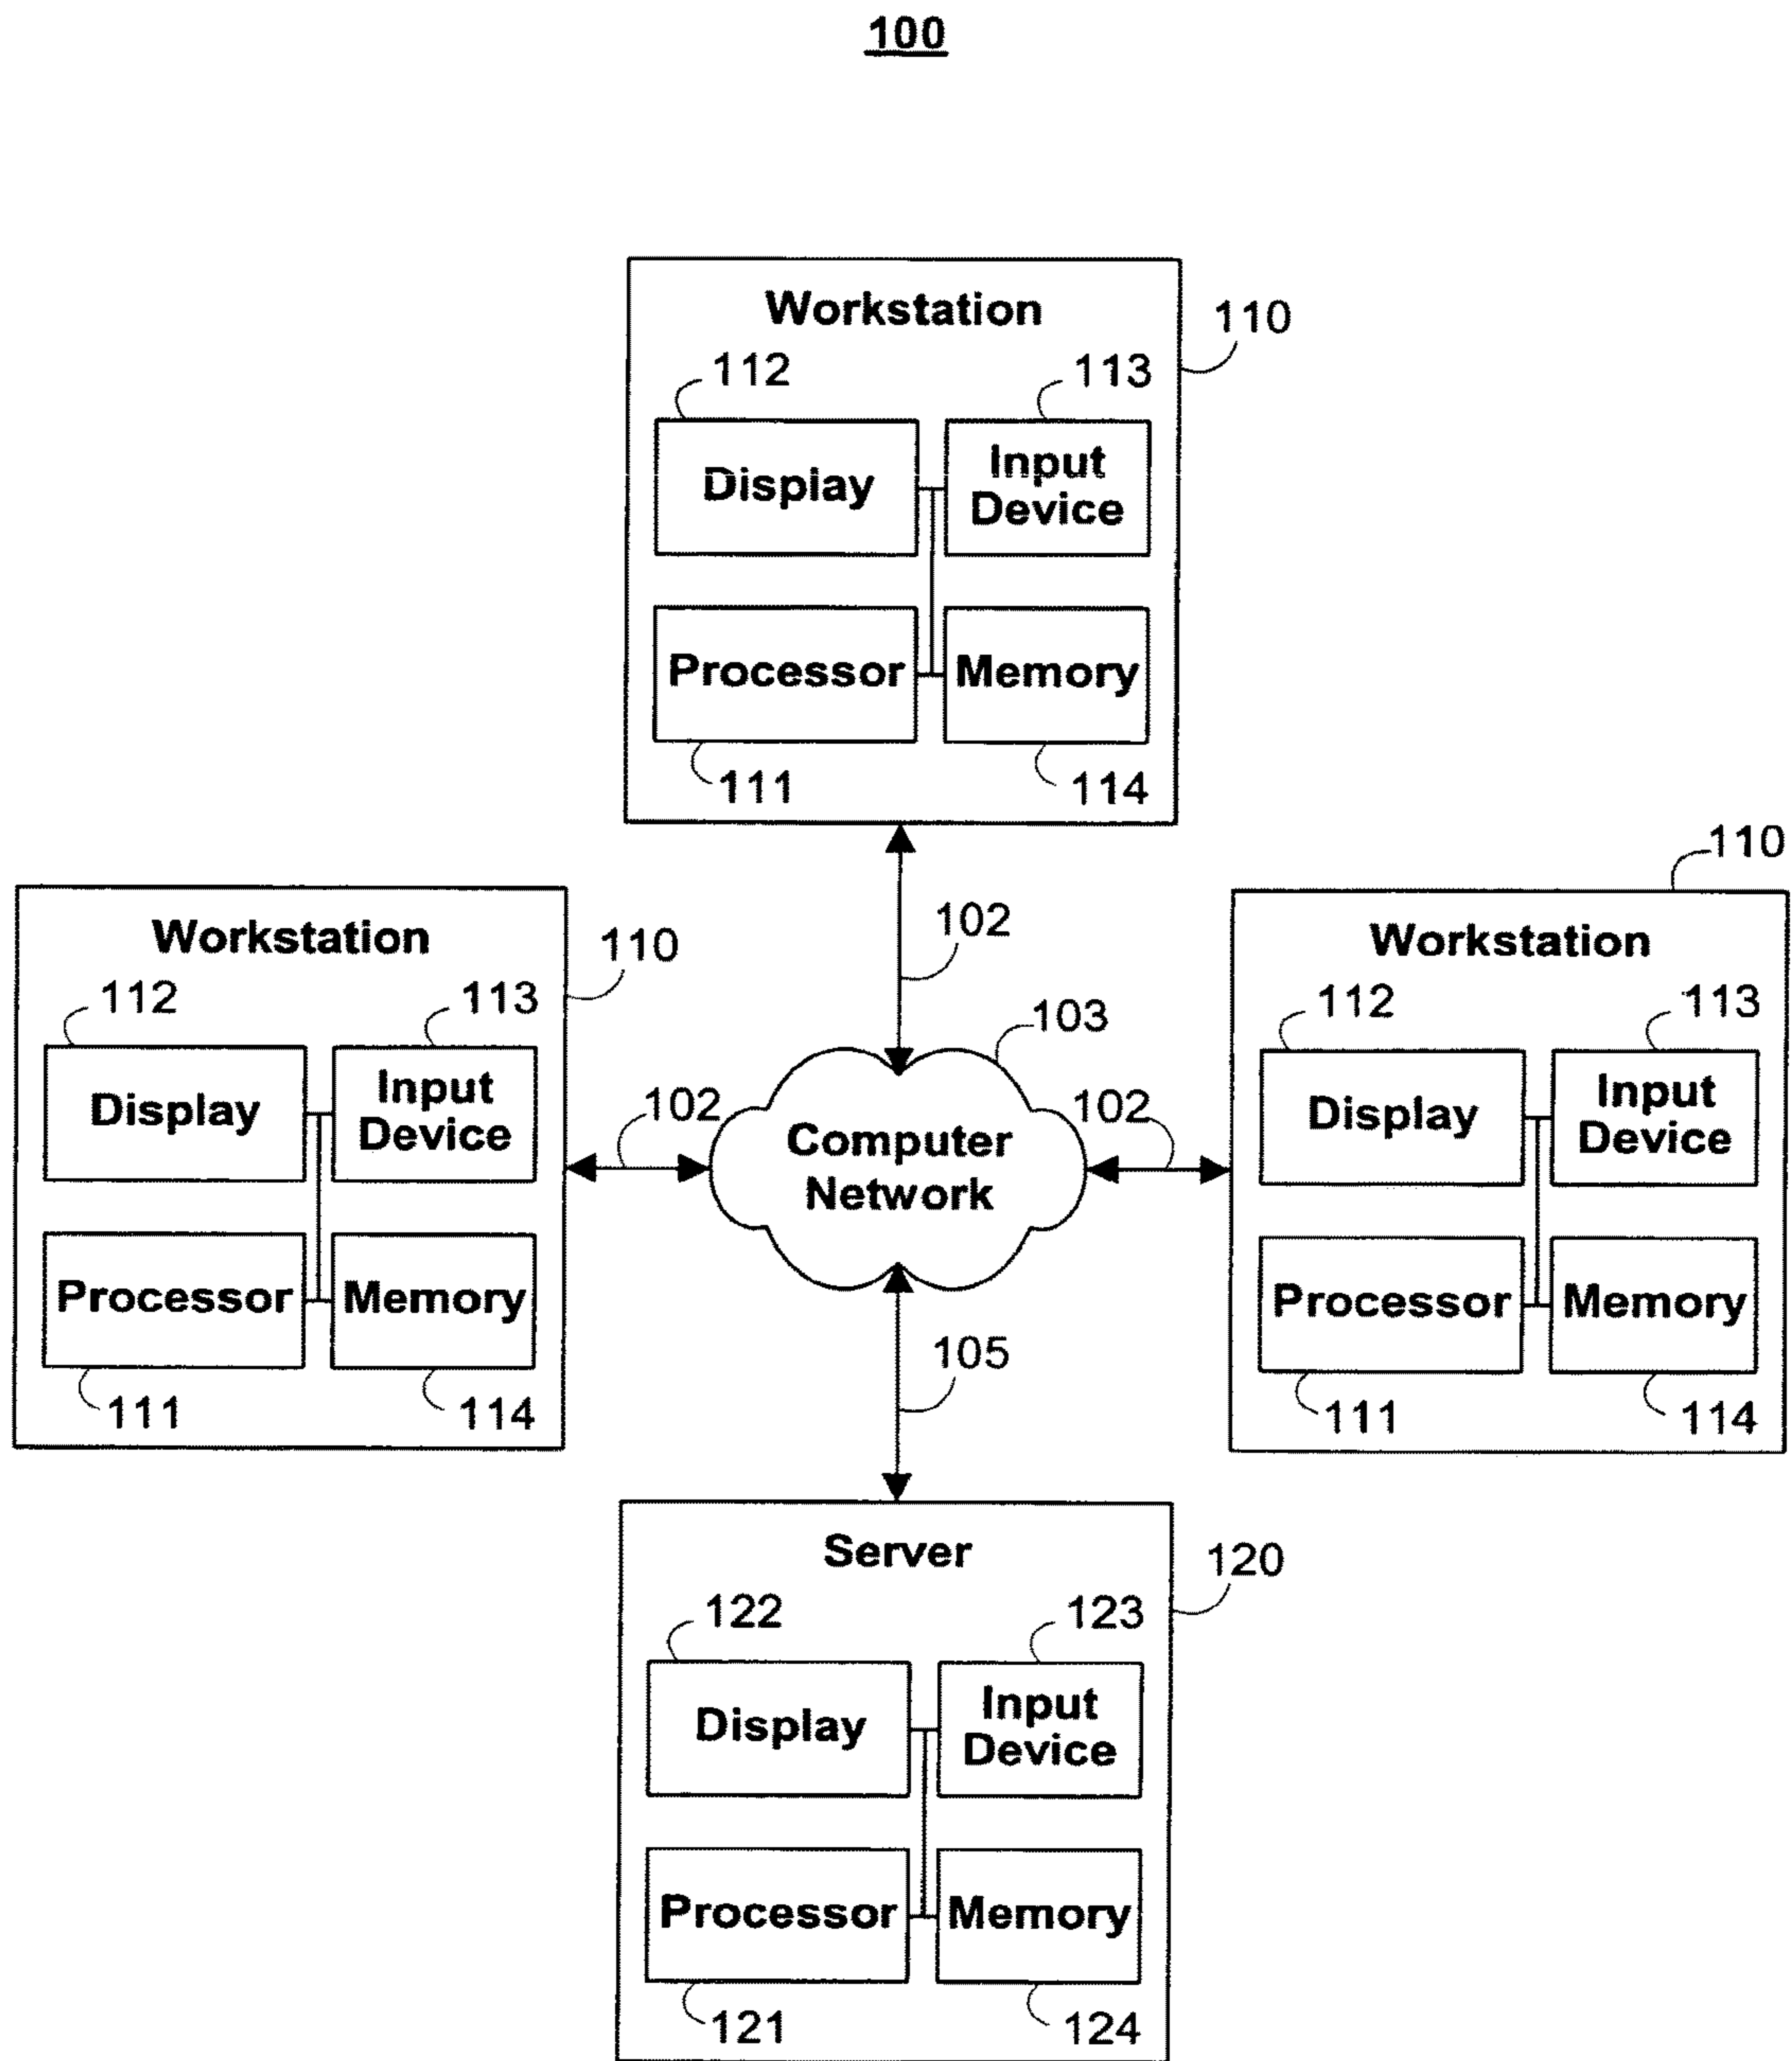 100
Workstation
110
112
113
Display
Input
Device
Processor
Memory
111
114
102
Workstation
110
112
113
Display
Input
Device
Processor
Memory
111
114
102
103
Computer
Network
102
110
Workstation
112
113
Display
Input
Device
Processor
Memory
111
114
105
Server
120
122
123
Display
Input
Device
Processor
Memory
121
124